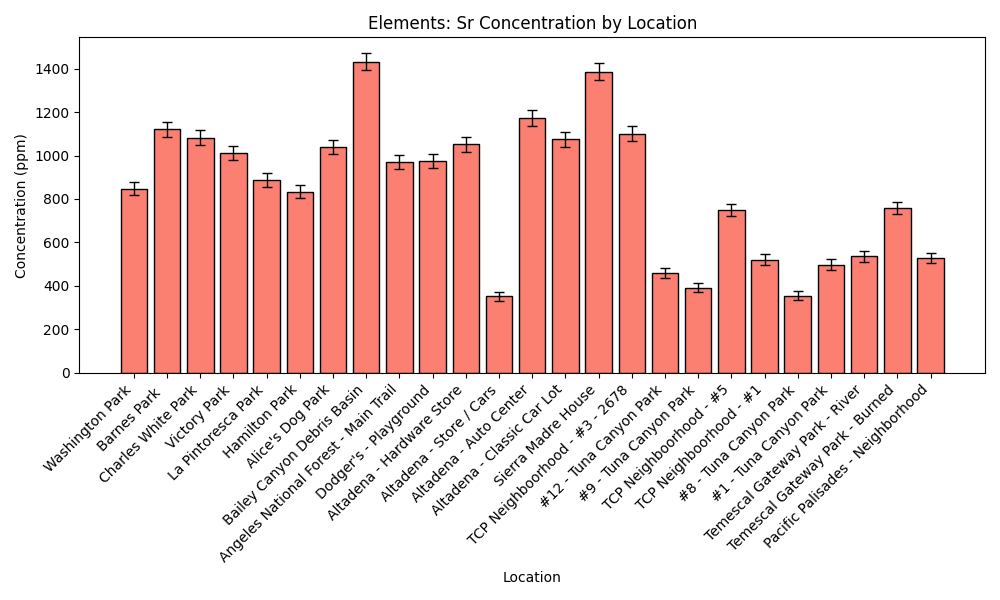 Elements: Sr Concentration by Location
Concentration (ppm)
1400
1200
1000
800
600
400
200
0
Washington Park
Barnes Park
Charles White Park
Victory Park
La Pintoresca Park
Hamilton Park
Alice's Dog Park
Bailey Canyon Debris Basin
Angeles National Forest - Main Trail
Dodger's - Playground
Altadena - Hardware Store
Altadena - Store / Cars
Altadena - Auto Center
Altadena - Classic Car Lot
Sierra Madre House
TCP Neighborhood - #3 - 2678
#12 - Tuna Canyon Park
#9 - Tuna Canyon Park
TCP Neighborhood - #5
TCP Neighborhood - #1
#8 - Tuna Canyon Park
#1 - Tuna Canyon Park
Temescal Gateway Park - River
Temescal Gateway Park - Burned
Pacific Palisades - Neighborhood
Location